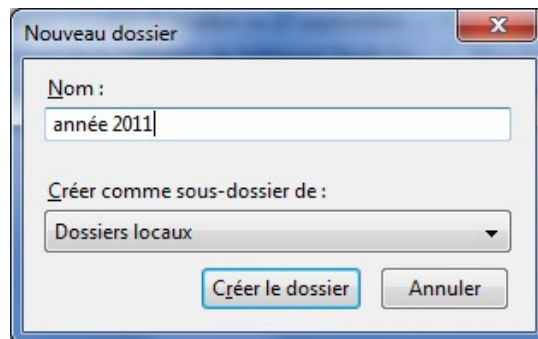 Nouveau dossier
Nom :
année 2011
Créer comme sous-dossier de :
Dossiers locaux
Créer le dossier
Annuler